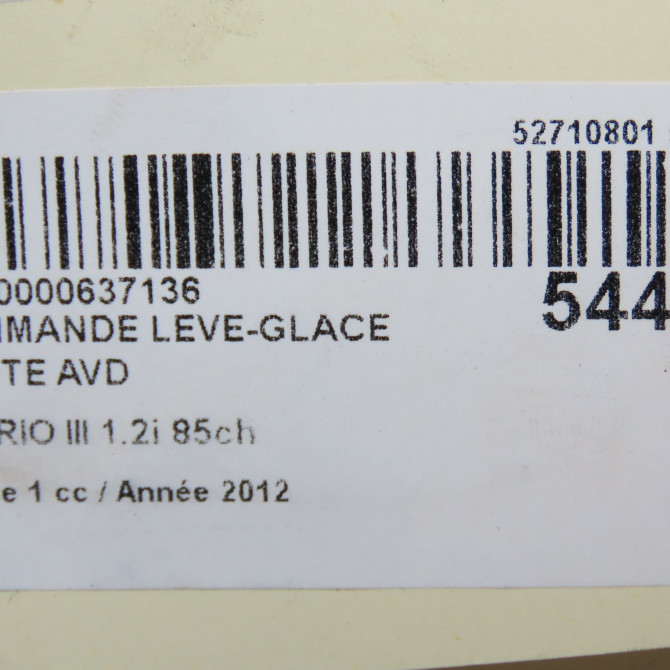 52710801
0000637136
544
MMANDE LEVE-GLACE
TE AVD
RIO III 1.2i 85ch
e 1 cc / Année 2012